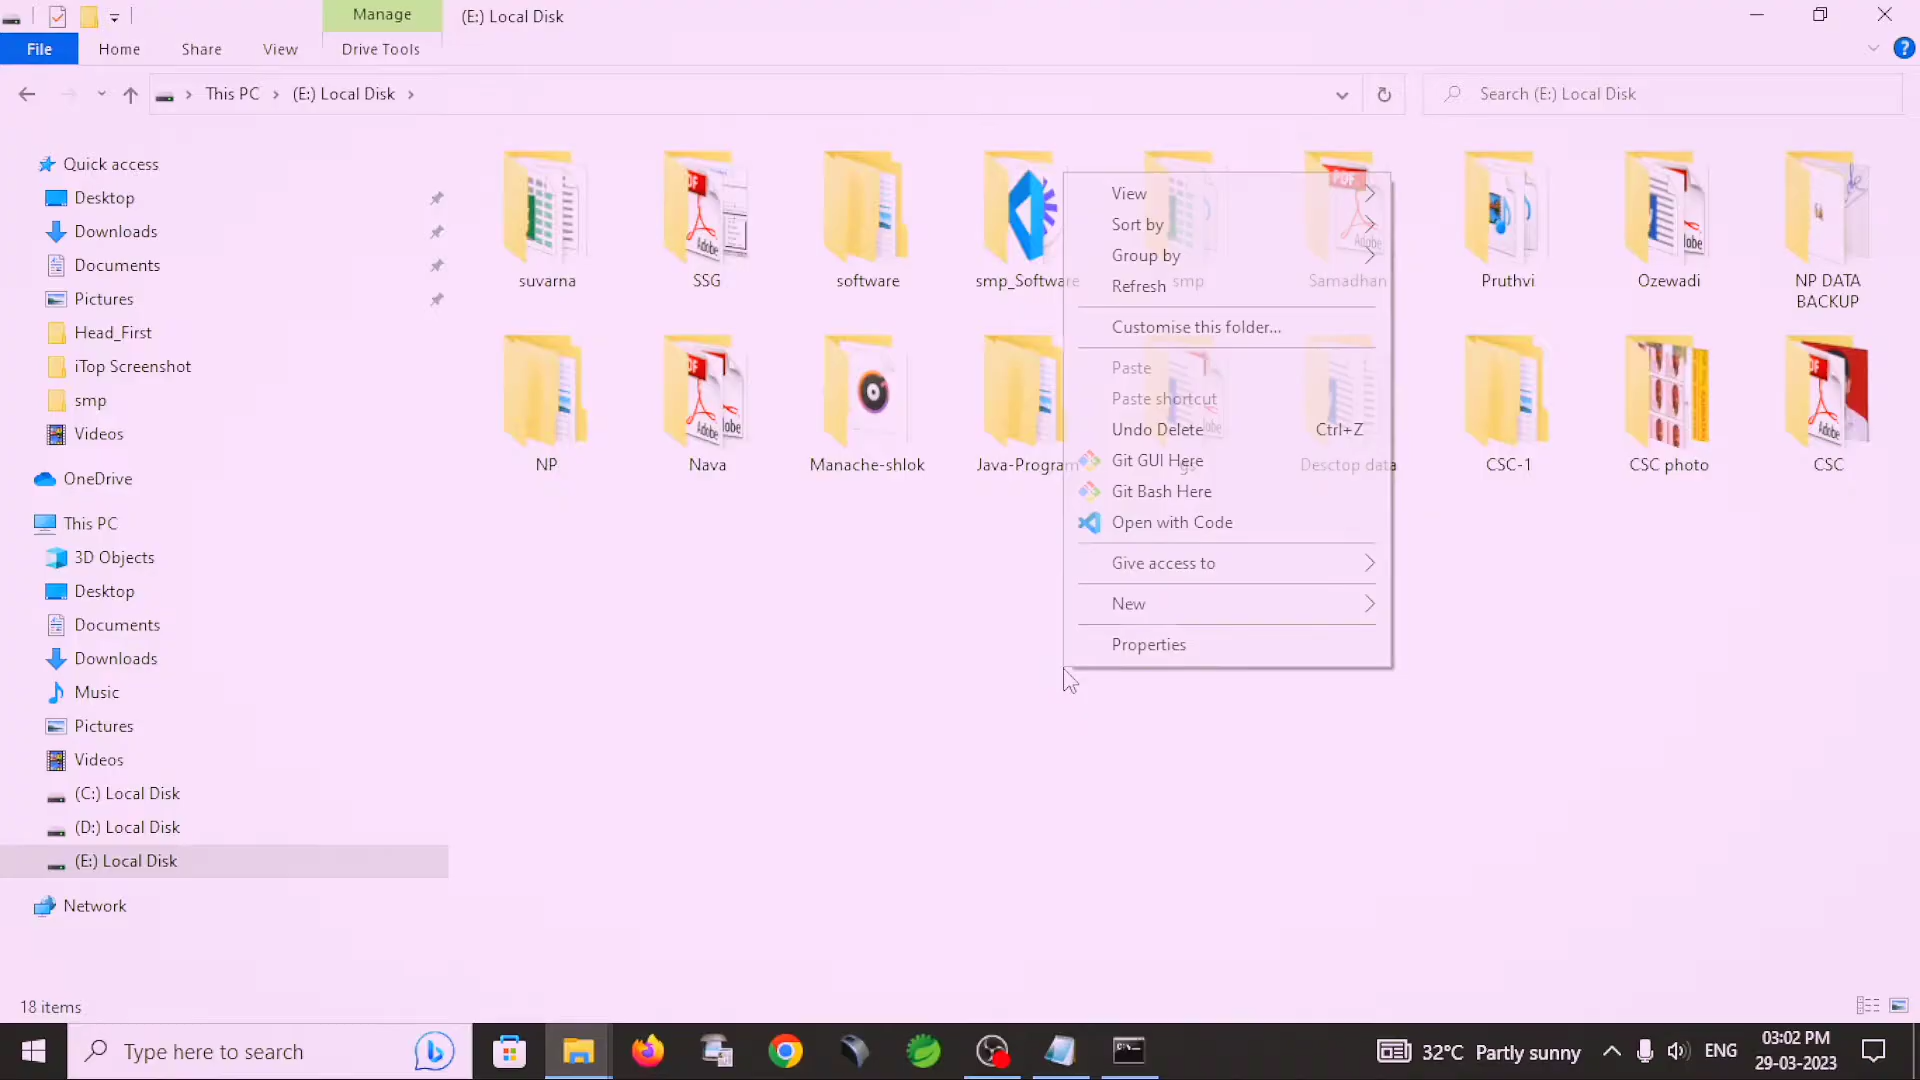 Manage
(E:) Local Disk
File
Home
Share
View
Drive Tools
This PC
(E:) Local Disk
Search (E:) Local Disk
Quick access
Desktop
Downloads
Documents
Pictures
Head_First
iTop Screenshot
smp
Videos
OneDrive
This PC
3D Objects
Desktop
Documents
Downloads
Music
Pictures
Videos
(C:) Local Disk
(D:) Local Disk
(E:) Local Disk
Network
suvarna
SSG
software
smp_Software
smp
Samadhan
Pruthvi
Ozewadi
NP DATA
BACKUP
NP
Nava
Manache-shlok
Java-Program
gs
Desctop data
CSC-1
CSC photo
CSC
View
Sort by
Group by
Refresh
Customise this folder...
Paste
Paste shortcut
Undo Delete
Ctrl+Z
Git GUI Here
Git Bash Here
Open with Code
Give access to
New
Properties
18 items
Type here to search
32°C Partly sunny
ENG
03:02 PM
29-03-2023